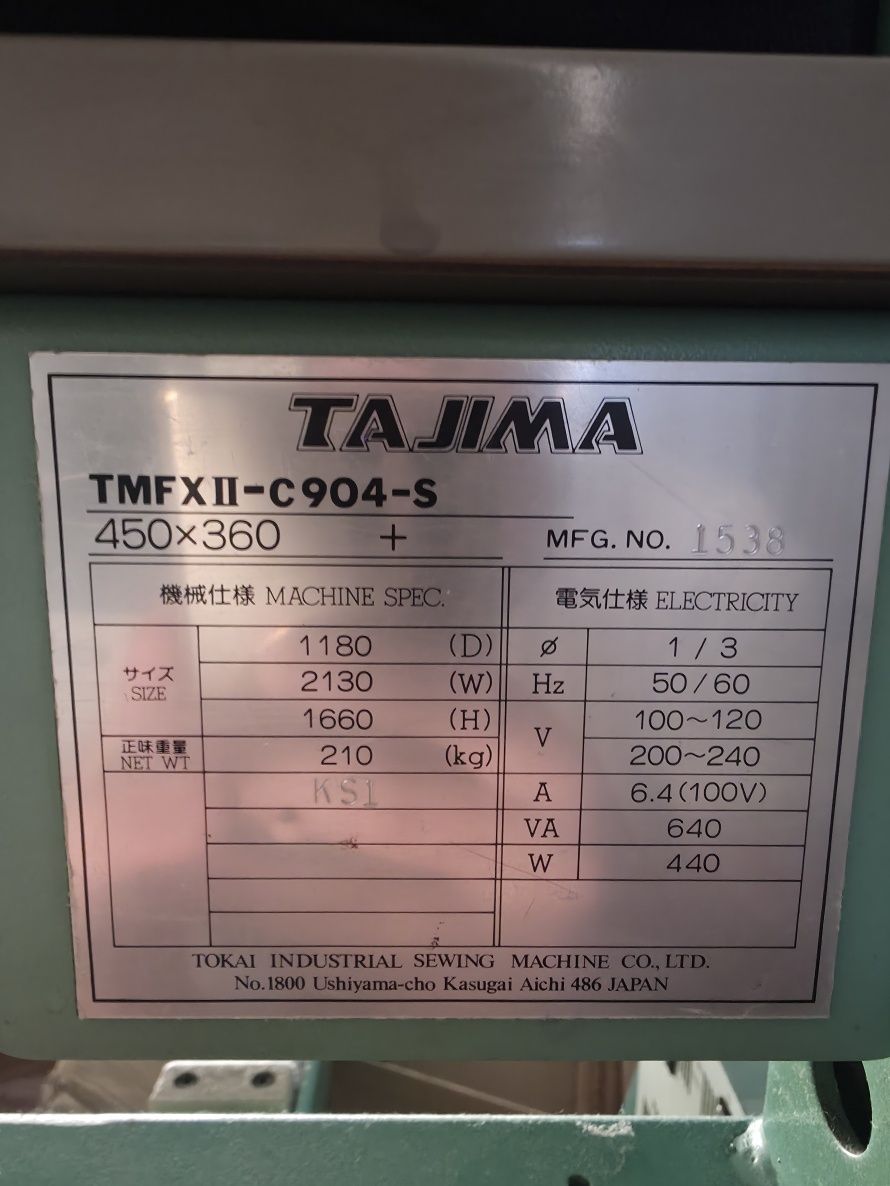 TAJIMA
TMFXII-C904-S
450×360 + MFG. NO. 1538
機械仕様 MACHINE SPEC. 電気仕様 ELECTRICITY
サイズ SIZE 1180 (D) ø 1 / 3
2130 (W) Hz 50/60
1660 (H) V 100~120
正味重量 NET WT 210 (kg) 200~240
KS1 A 6.4(100V)
VA 640
W 440
TOKAI INDUSTRIAL SEWING MACHINE CO., LTD.
No.1800 Ushiyama-cho Kasugai Aichi 486 JAPAN